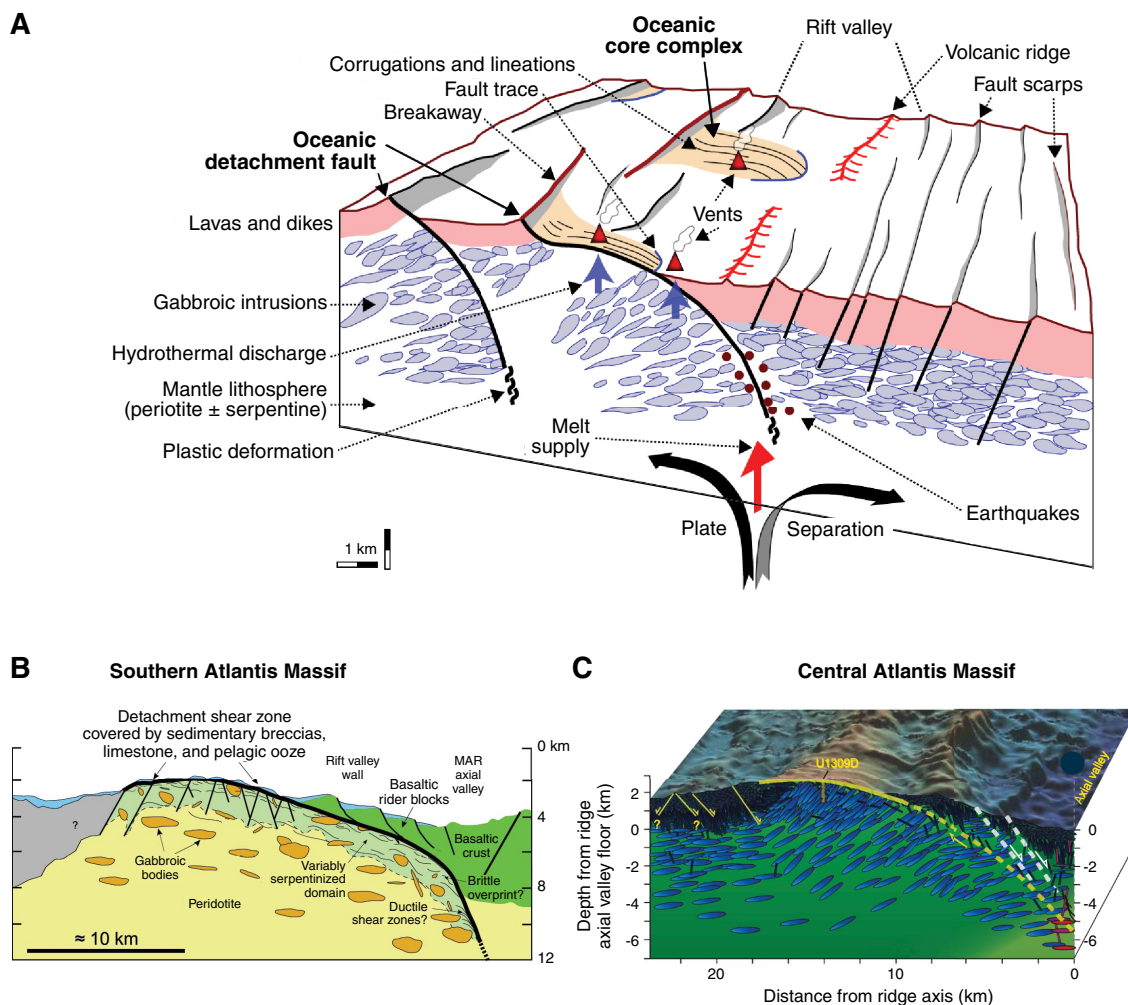 A
Oceanic
core complex
Rift valley
Volcanic ridge
Corrugations and lineations
Fault trace
Fault scarps
Breakaway
Oceanic
detachment fault
Lavas and dikes
Vents
Gabbroic intrusions
Hydrothermal discharge
Mantle lithosphere
(periotite ± serpentine)
Plastic deformation
Melt
supply
Earthquakes
Plate
Separation
1 km
B
Southern Atlantis Massif
Detachment shear zone
covered by sedimentary breccias,
limestone, and pelagic ooze
Rift valley
wall
MAR
axial
valley
0 km
Basaltic
rider blocks
4
?
Basaltic
crust
Gabbroic
bodies
Variably
serpentinized
domain
Brittle
overprint?
8
Peridotite
Ductile
shear zones?
≈ 10 km
12
C
Central Atlantis Massif
U1309D
Axial valley
Depth from ridge
axial valley floor (km)
2
0
-2
-4
-6
?
?
0
-2
-4
-6
20
10
0
Distance from ridge axis (km)